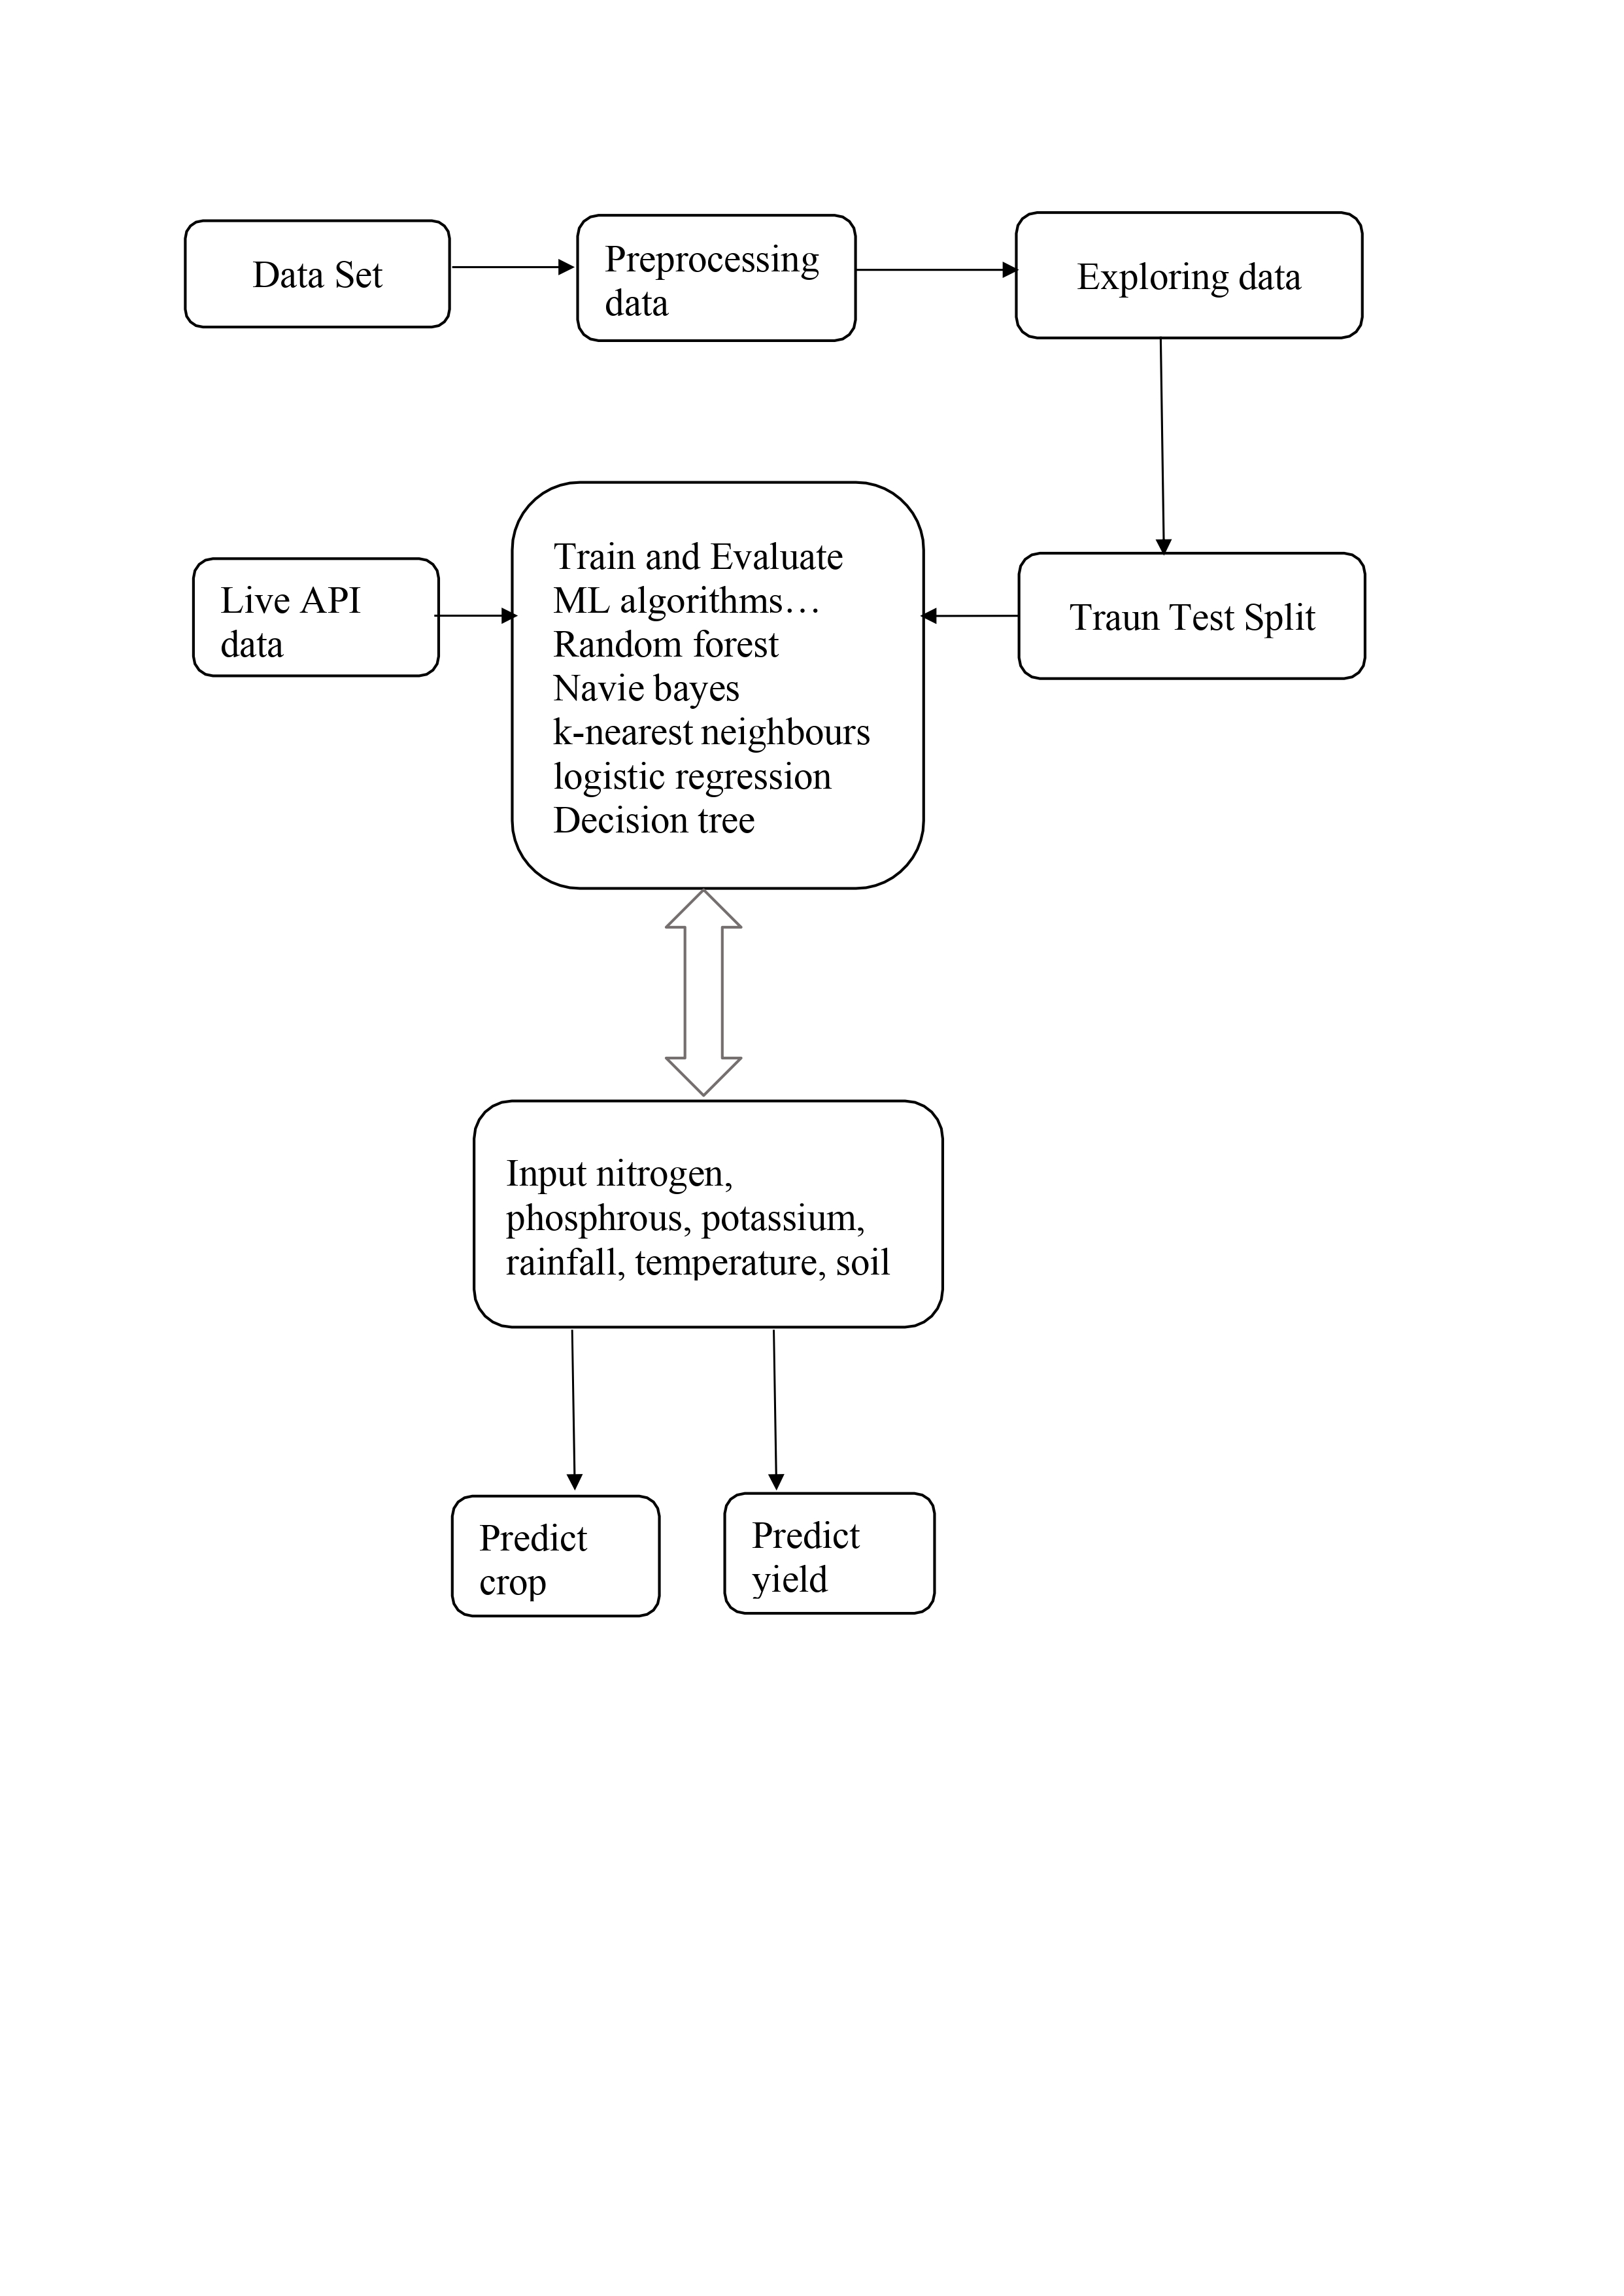 Data Set
Preprocessing
data
Exploring data
Live API
data
Train and Evaluate
ML algorithms…
Random forest
Navie bayes
k-nearest neighbours
logistic regression
Decision tree
Traun Test Split
Input nitrogen,
phosphrous, potassium,
rainfall, temperature, soil
Predict
crop
Predict
yield